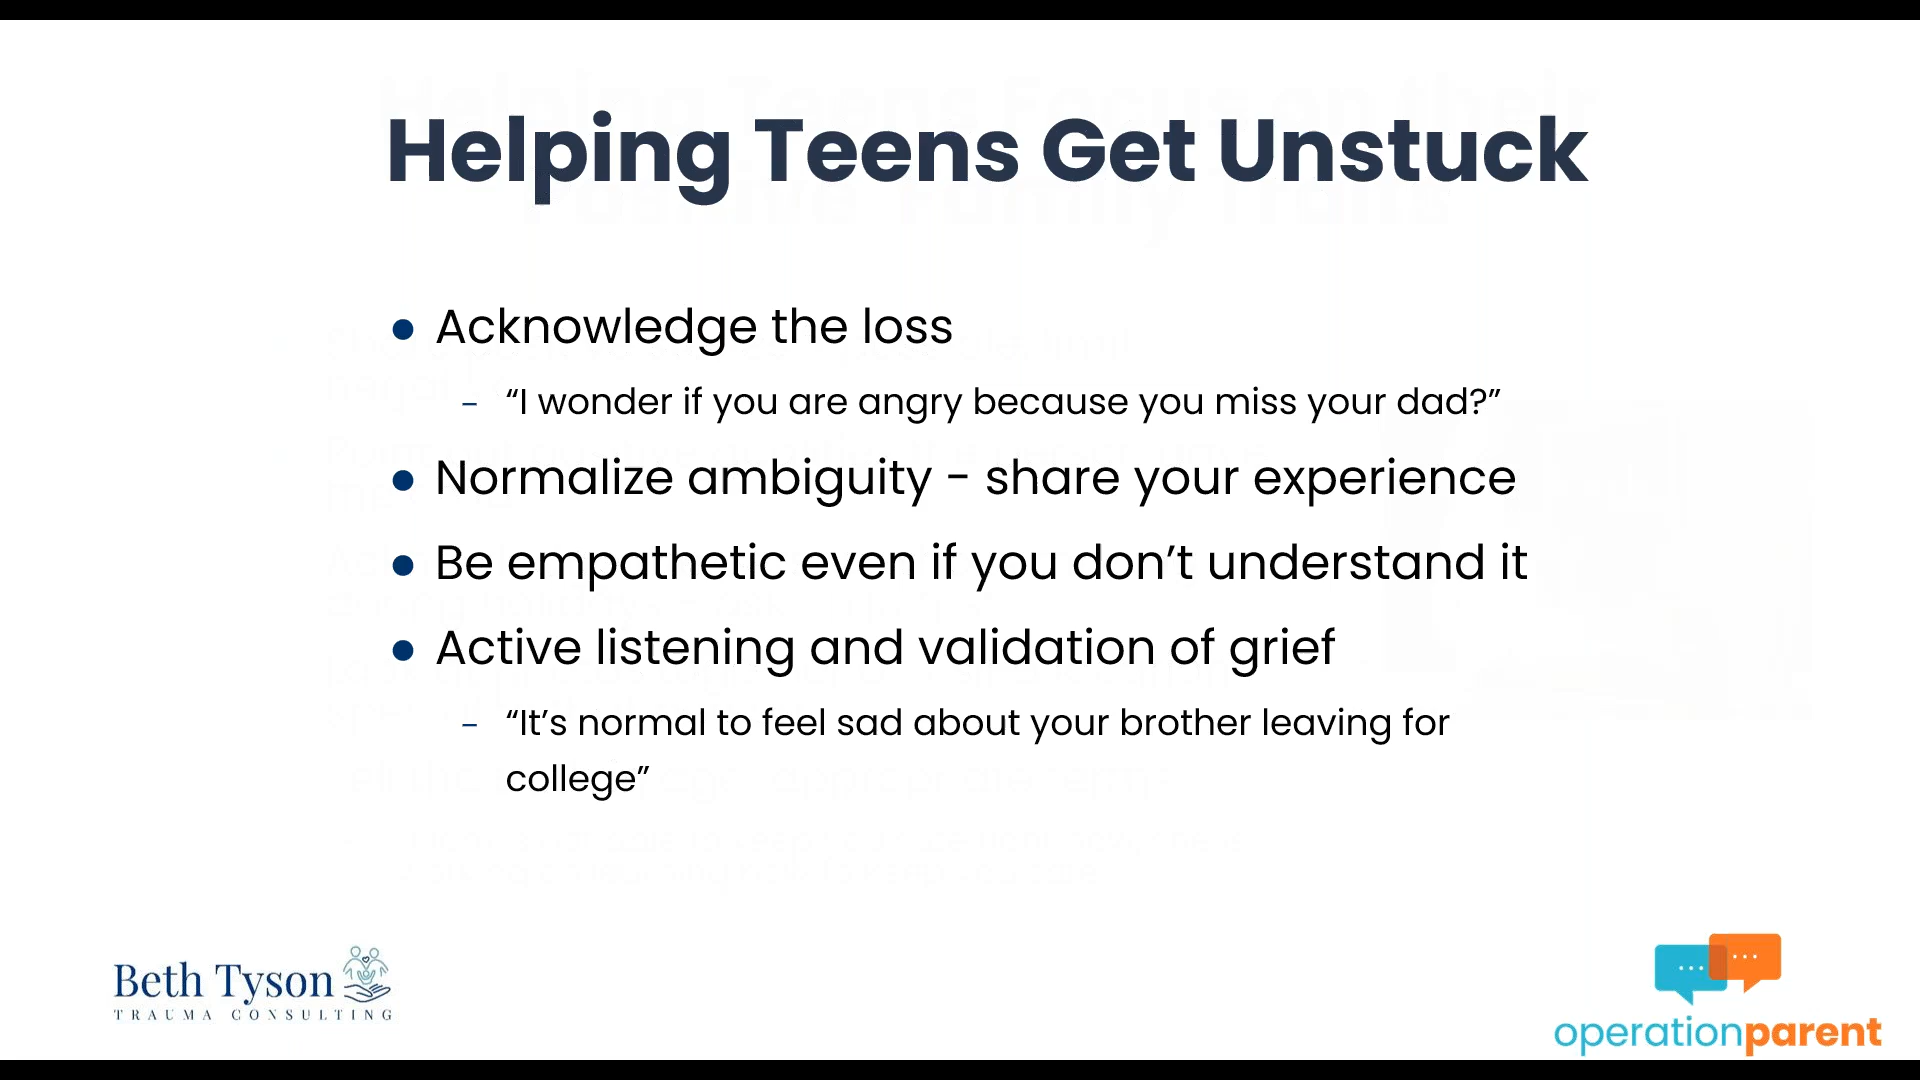 Helping Teens Get Unstuck
● Acknowledge the loss
- “I wonder if you are angry because you miss your dad?”
● Normalize ambiguity - share your experience
● Be empathetic even if you don’t understand it
● Active listening and validation of grief
- “It’s normal to feel sad about your brother leaving for
college”
Beth Tyson
TRAUMA CONSULTING
operationparent